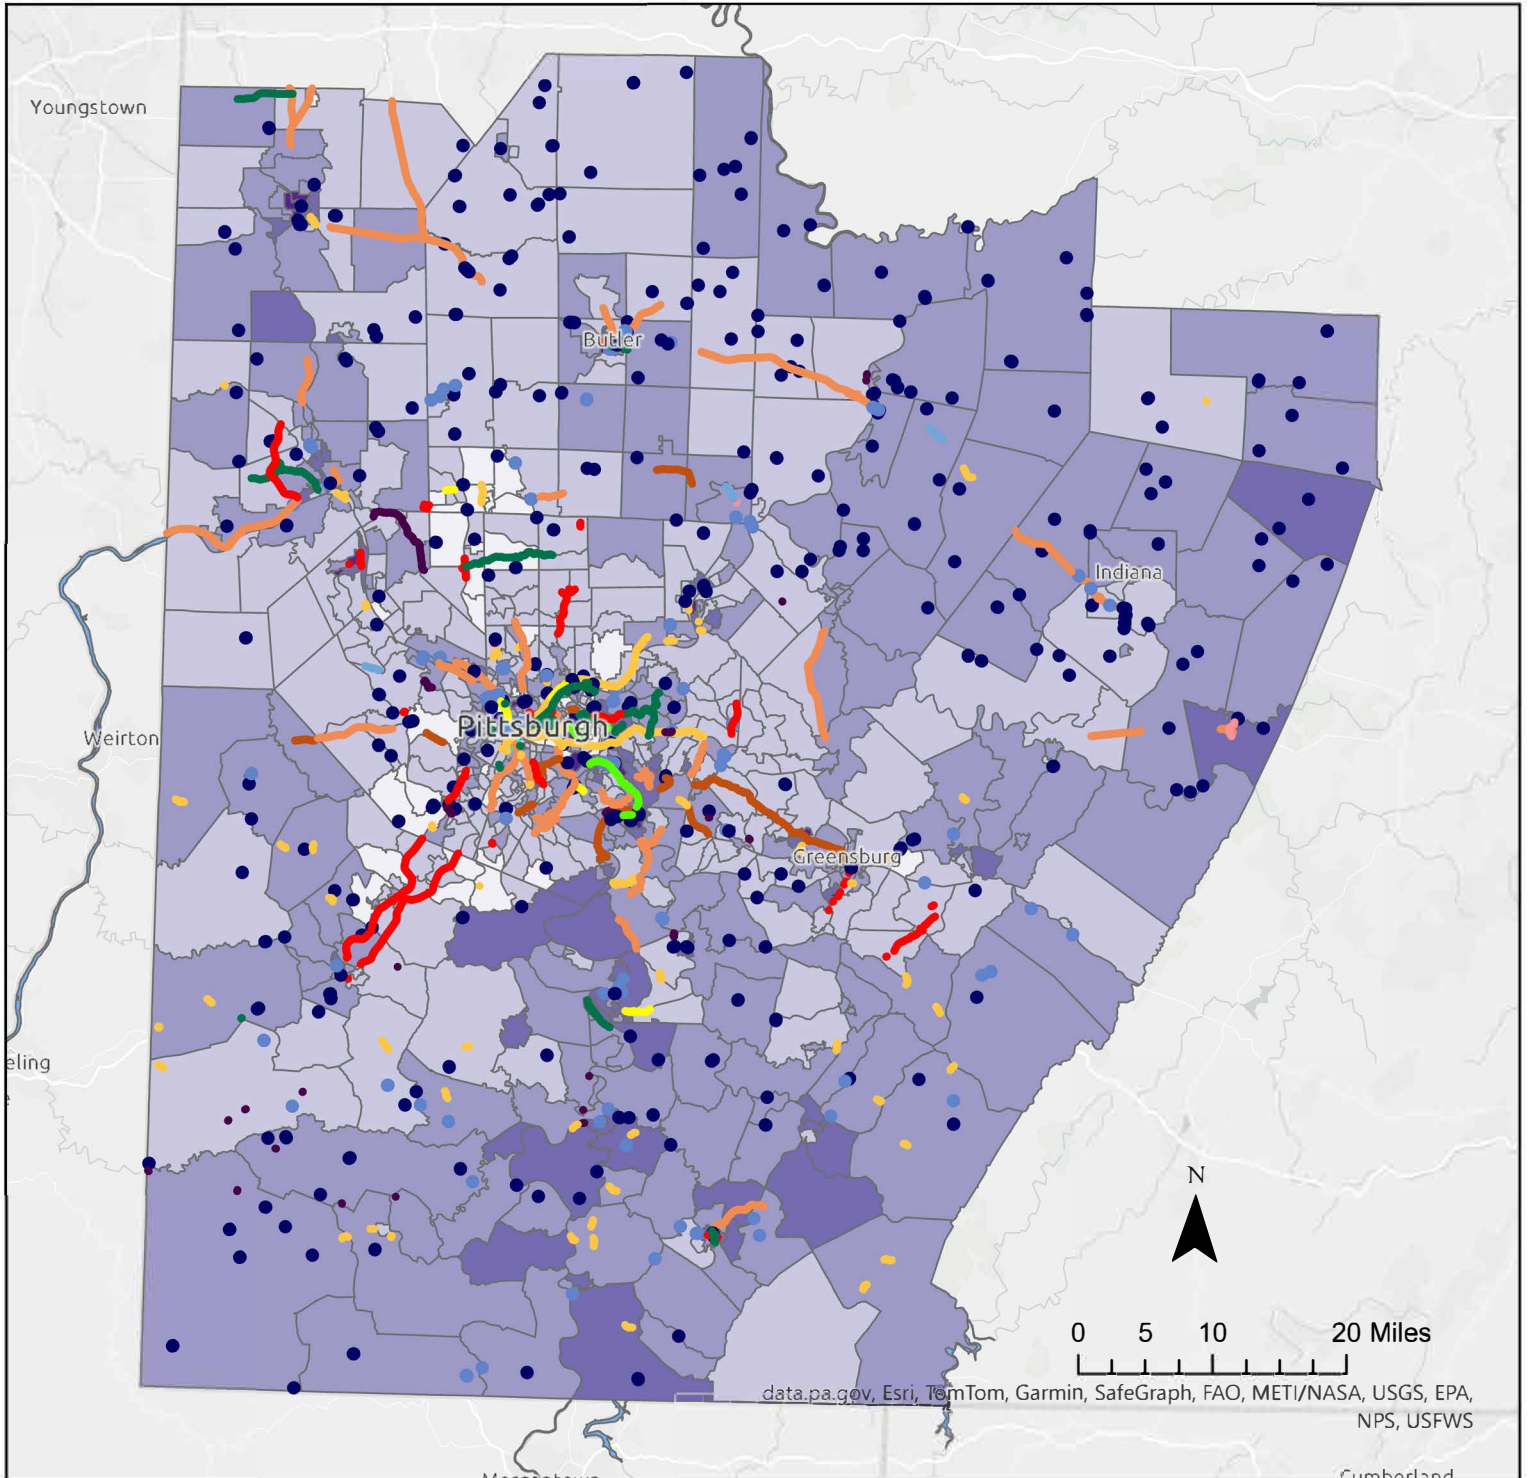 Youngstown
Butler
Indiana
Pittsburgh
Weirton
Greensburg
eling
N
0 5 10 20 Miles
data.pa.gov, Esri, TomTom, Garmin, SafeGraph, FAO, METI/NASA, USGS, EPA,
NPS, USFWS